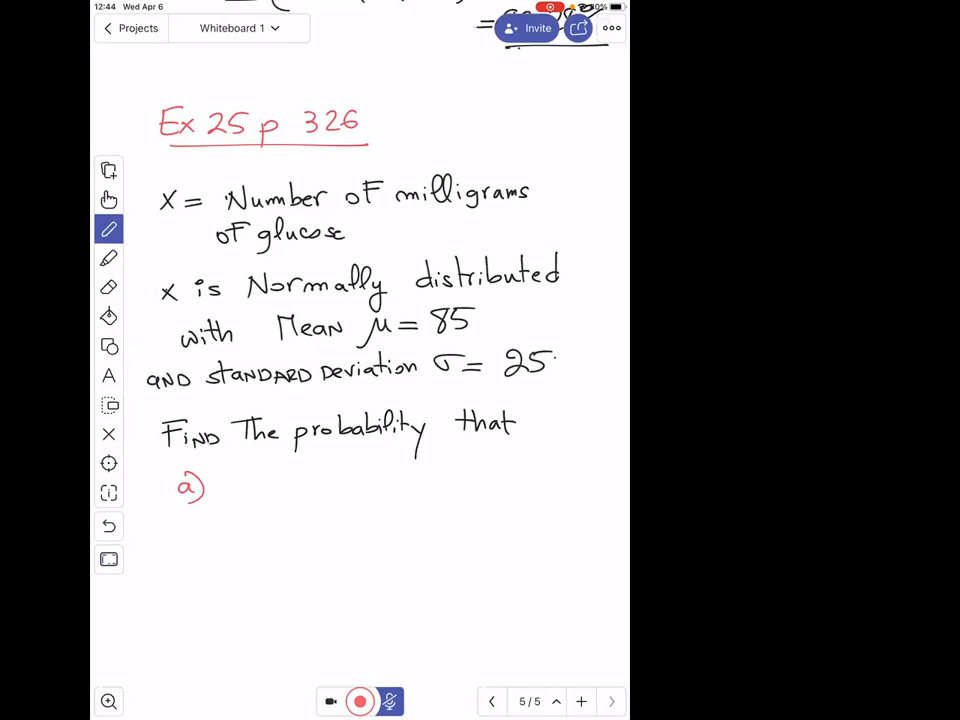 12:44 Wed Apr 6
Projects
Whiteboard 1
Invite
Ex 25 p 326
x = Number of milligrams
of glucose
x is Normally distributed
with Mean μ = 85
AND STANDARD Deviation σ = 25
FIND The probability that
a)
5/5